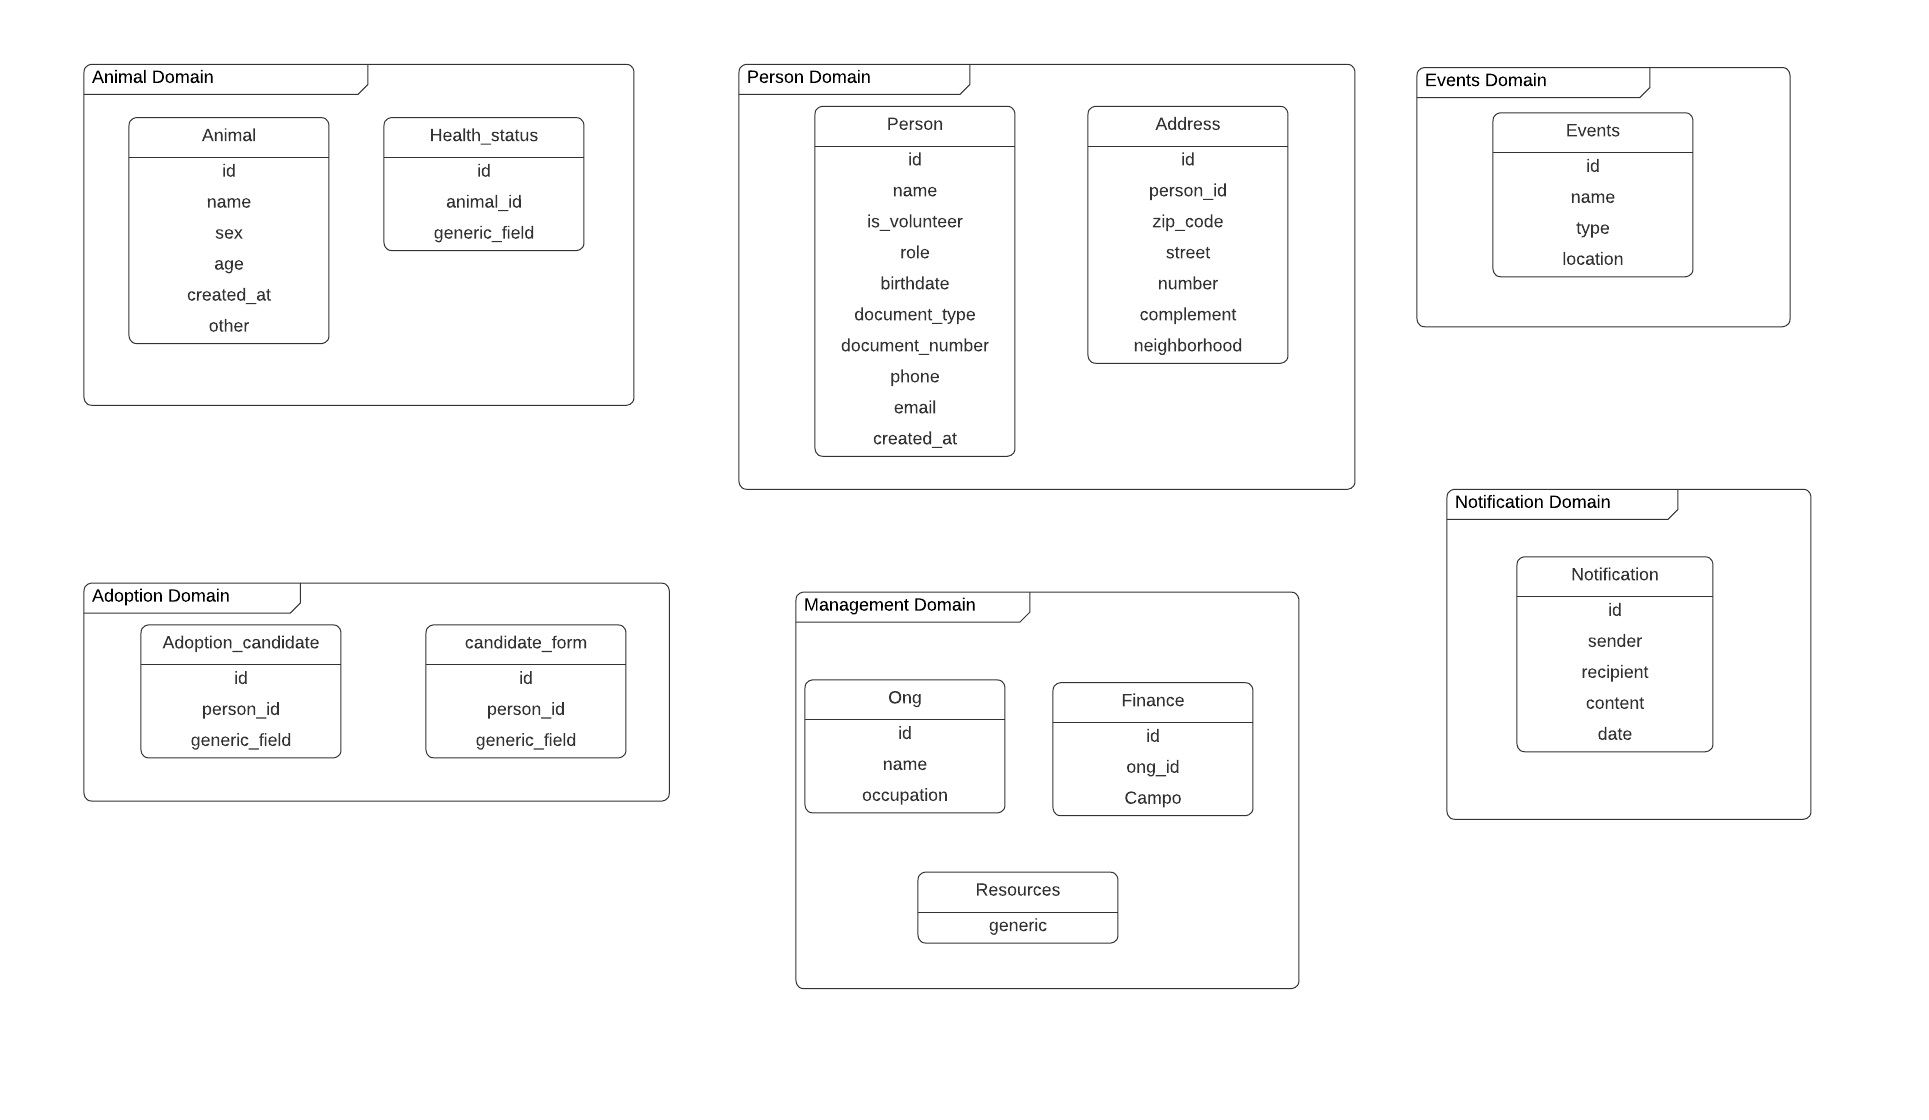 Animal Domain
Animal
id
name
sex
age
created_at
other
Health_status
id
animal_id
generic_field
Person Domain
Person
id
name
is_volunteer
role
birthdate
document_type
document_number
phone
email
created_at
Address
id
person_id
zip_code
street
number
complement
neighborhood
Events Domain
Events
id
name
type
location
Adoption Domain
Adoption_candidate
id
person_id
generic_field
candidate_form
id
person_id
generic_field
Management Domain
Ong
id
name
occupation
Finance
id
ong_id
Campo
Resources
generic
Notification Domain
Notification
id
sender
recipient
content
date